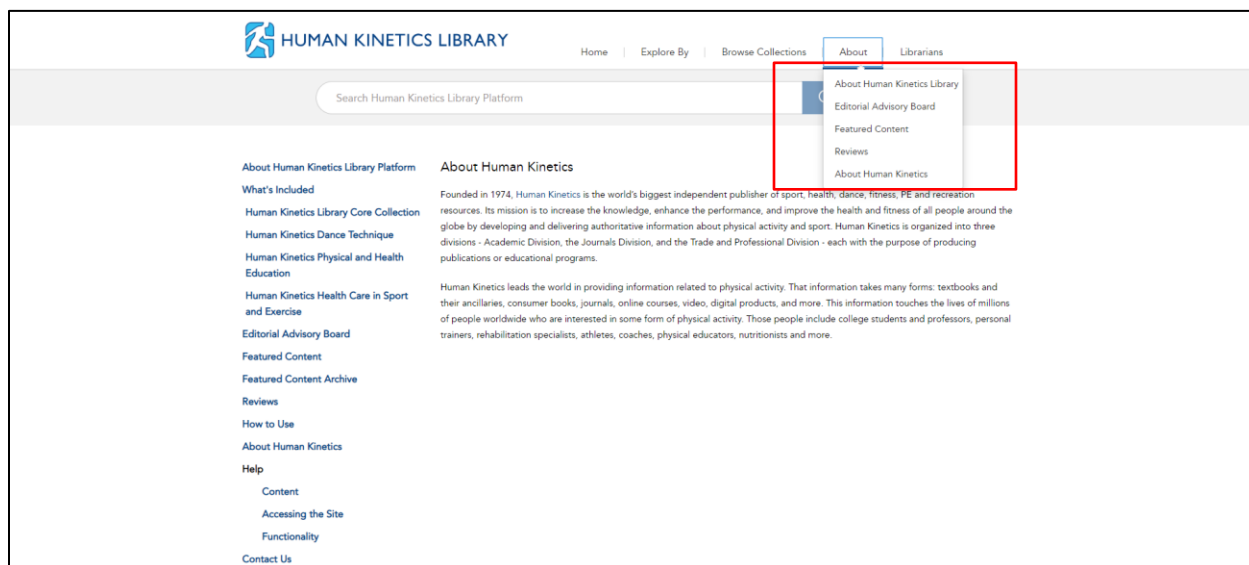 HUMAN KINETICS LIBRARY
Home
Explore By
Browse Collections
About
Librarians
Search Human Kinetics Library Platform
About Human Kinetics Library
Editorial Advisory Board
Featured Content
Reviews
About Human Kinetics
About Human Kinetics Library Platform
What's Included
Human Kinetics Library Core Collection
Human Kinetics Dance Technique
Human Kinetics Physical and Health
Education
Human Kinetics Health Care in Sport
and Exercise
Editorial Advisory Board
Featured Content
Featured Content Archive
Reviews
How to Use
About Human Kinetics
Help
Content
Accessing the Site
Functionality
Contact Us
About Human Kinetics
Founded in 1974, Human Kinetics is the world's biggest independent publisher of sport, health, dance, fitness, PE and recreation
resources. Its mission is to increase the knowledge, enhance the performance, and improve the health and fitness of all people around the
globe by developing and delivering authoritative information about physical activity and sport. Human Kinetics is organized into three
divisions - Academic Division, the Journals Division, and the Trade and Professional Division - each with the purpose of producing
publications or educational programs.
Human Kinetics leads the world in providing information related to physical activity. That information takes many forms: textbooks and
their ancillaries, consumer books, journals, online courses, video, digital products, and more. This information touches the lives of millions
of people worldwide who are interested in some form of physical activity. Those people include college students and professors, personal
trainers, rehabilitation specialists, athletes, coaches, physical educators, nutritionists and more.